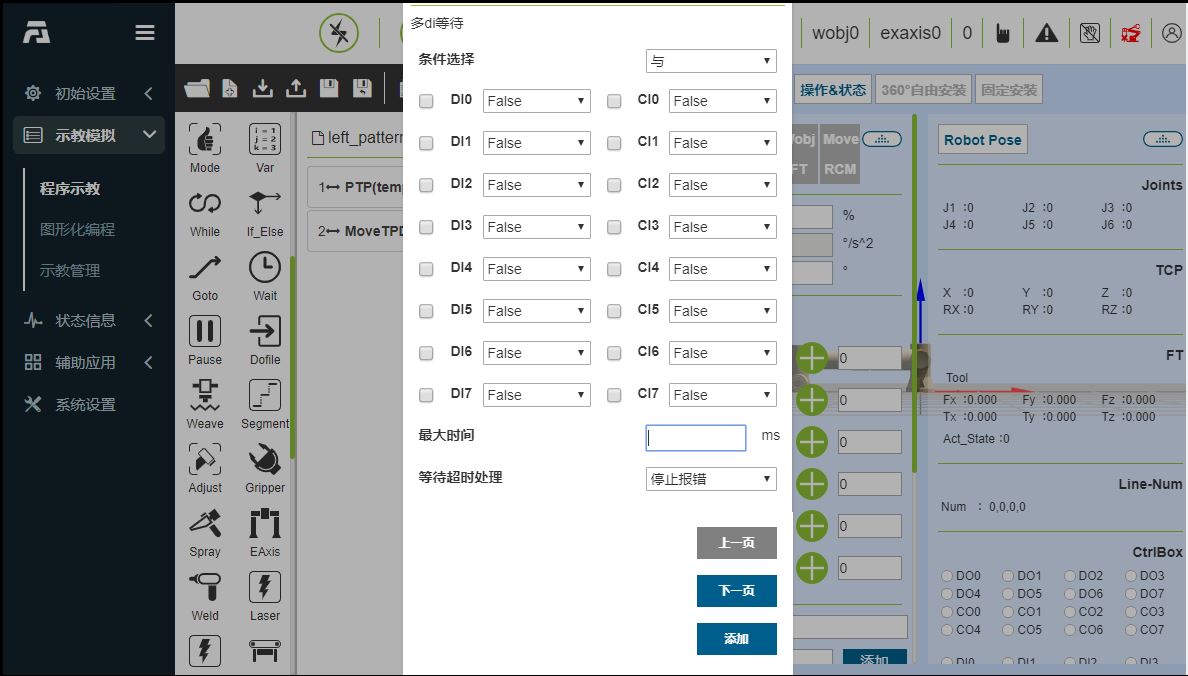 初始设置
示教模拟
程序示教
图形化编程
示教管理
状态信息
辅助应用
系统设置
Mode
i = 1
j = 2
k = 3
Var
While
If_Else
Goto
Wait
Pause
Dofile
Weave
Segment
Adjust
Gripper
Spray
EAxis
Weld
Laser
left_pattern
1 PTP(tem
2 MoveTPD
多di等待
条件选择 与
DI0 False CI0 False
DI1 False CI1 False
DI2 False CI2 False
DI3 False CI3 False
DI4 False CI4 False
DI5 False CI5 False
DI6 False CI6 False
DI7 False CI7 False
最大时间 ms
等待超时处理 停止报错
上一页
下一页
添加
wobj0 exaxis0 0
操作&状态 360°自由安装 固定安装
obj Move
FT RCM
%
°/s^2
°
0
0
0
0
0
0
添加
Robot Pose
Joints
J1 :0 J2 :0 J3 :0
J4 :0 J5 :0 J6 :0
TCP
X :0 Y :0 Z :0
RX :0 RY :0 RZ :0
FT
Tool
Fx :0.000 Fy :0.000 Fz :0.000
Tx :0.000 Ty :0.000 Tz :0.000
Act_State :0
Line-Num
Num : 0,0,0,0
CtrlBox
DO0 DO1 DO2 DO3
DO4 DO5 DO6 DO7
CO0 CO1 CO2 CO3
CO4 CO5 CO6 CO7
DI0 DI1 DI2 DI3